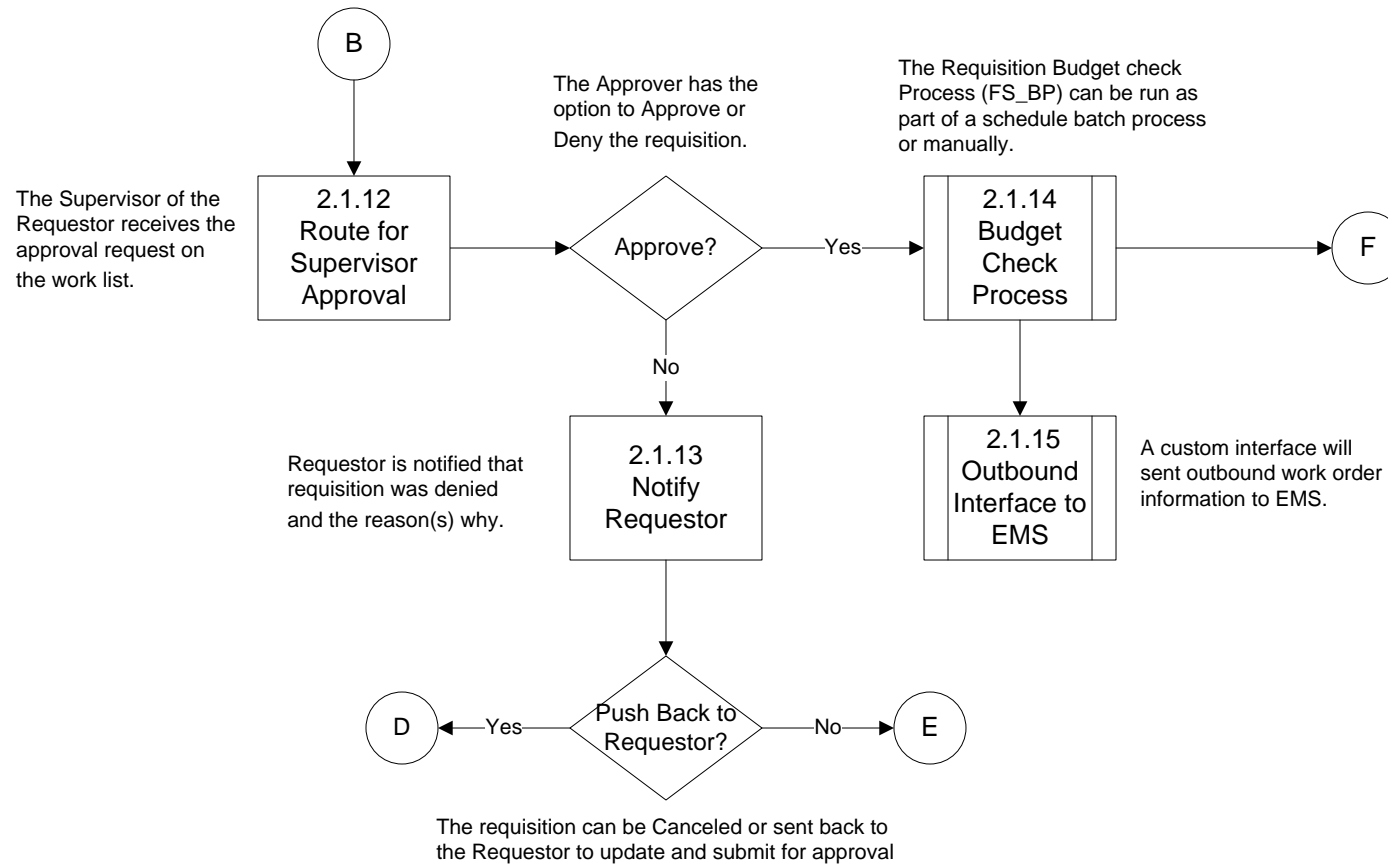 B
The Approver has the
option to Approve or
Deny the requisition.
The Requisition Budget check
Process (FS_BP) can be run as
part of a schedule batch process
or manually.
The Supervisor of the
Requestor receives the
approval request on
the work list.
2.1.12
Route for
Supervisor
Approval
Approve?
Yes
2.1.14
Budget
Check
Process
F
No
Requestor is notified that
requisition was denied
and the reason(s) why.
2.1.13
Notify
Requestor
2.1.15
Outbound
Interface to
EMS
A custom interface will
sent outbound work order
information to EMS.
D
Yes
Push Back to
Requestor?
No
E
The requisition can be Canceled or sent back to
the Requestor to update and submit for approval